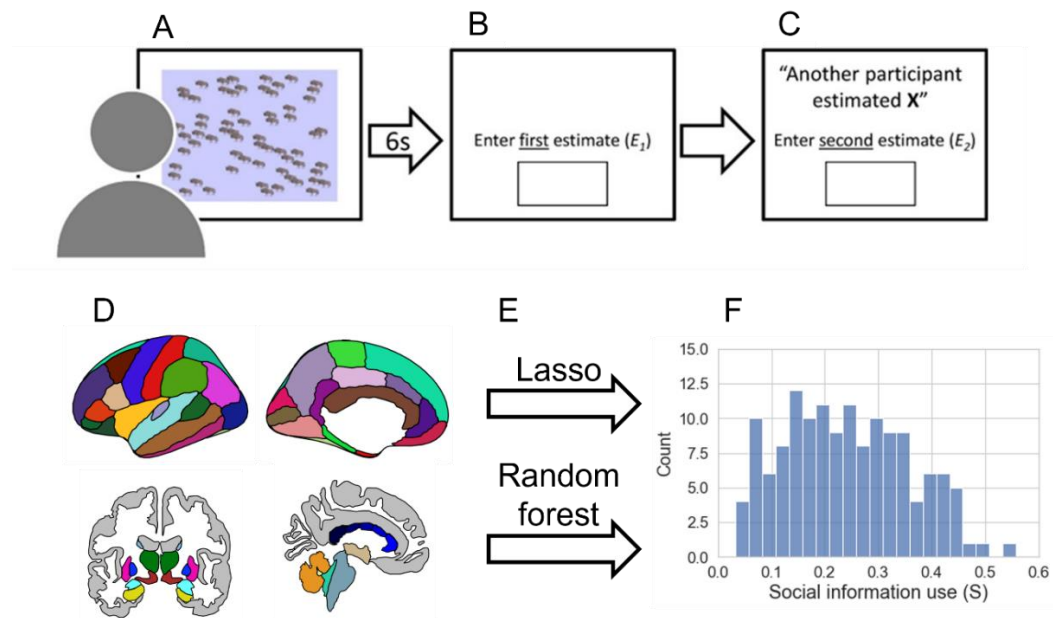 A
B
C
6s
Enter first estimate (E1)
"Another participant
estimated X"
Enter second estimate (E2)
D
E
F
Lasso
Random
forest
15.0
12.5
10.0
7.5
5.0
2.5
0.0
Count
0.0 0.1 0.2 0.3 0.4 0.5 0.6
Social information use (S)